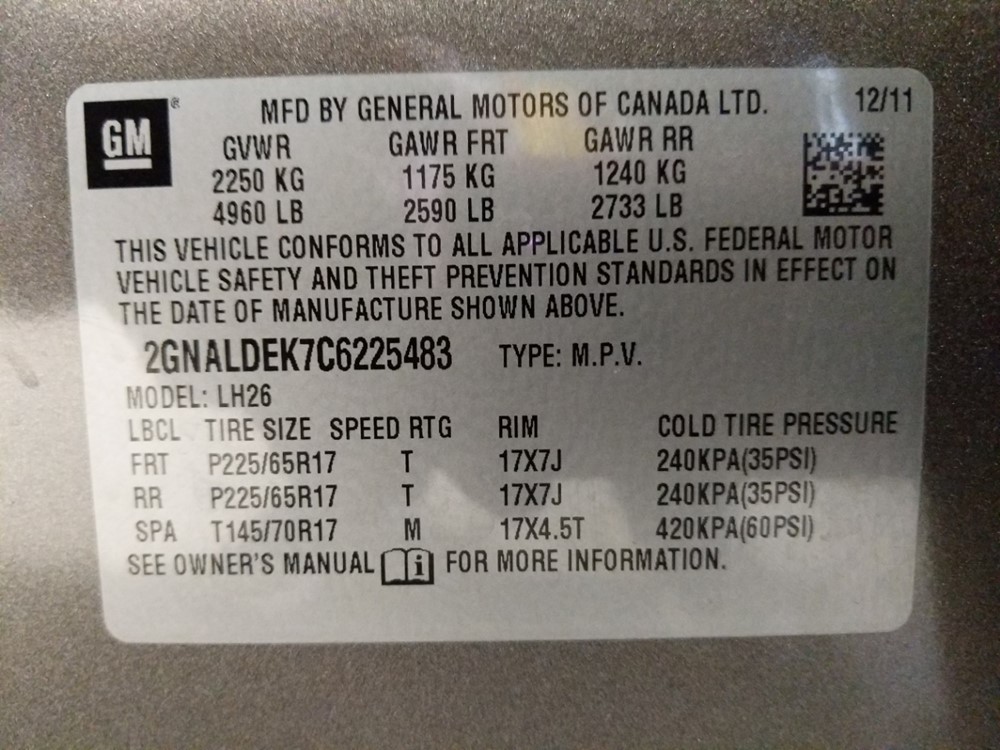 GM ® MFD BY GENERAL MOTORS OF CANADA LTD. 12/11
GVWR GAWR FRT GAWR RR
2250 KG 1175 KG 1240 KG
4960 LB 2590 LB 2733 LB
THIS VEHICLE CONFORMS TO ALL APPLICABLE U.S. FEDERAL MOTOR
VEHICLE SAFETY AND THEFT PREVENTION STANDARDS IN EFFECT ON
THE DATE OF MANUFACTURE SHOWN ABOVE.
2GNALDEK7C6225483 TYPE: M.P.V.
MODEL: LH26
LBCL TIRE SIZE SPEED RTG RIM COLD TIRE PRESSURE
FRT P225/65R17 T 17X7J 240KPA(35PSI)
RR P225/65R17 T 17X7J 240KPA(35PSI)
SPA T145/70R17 M 17X4.5T 420KPA(60PSI)
SEE OWNER'S MANUAL i FOR MORE INFORMATION.